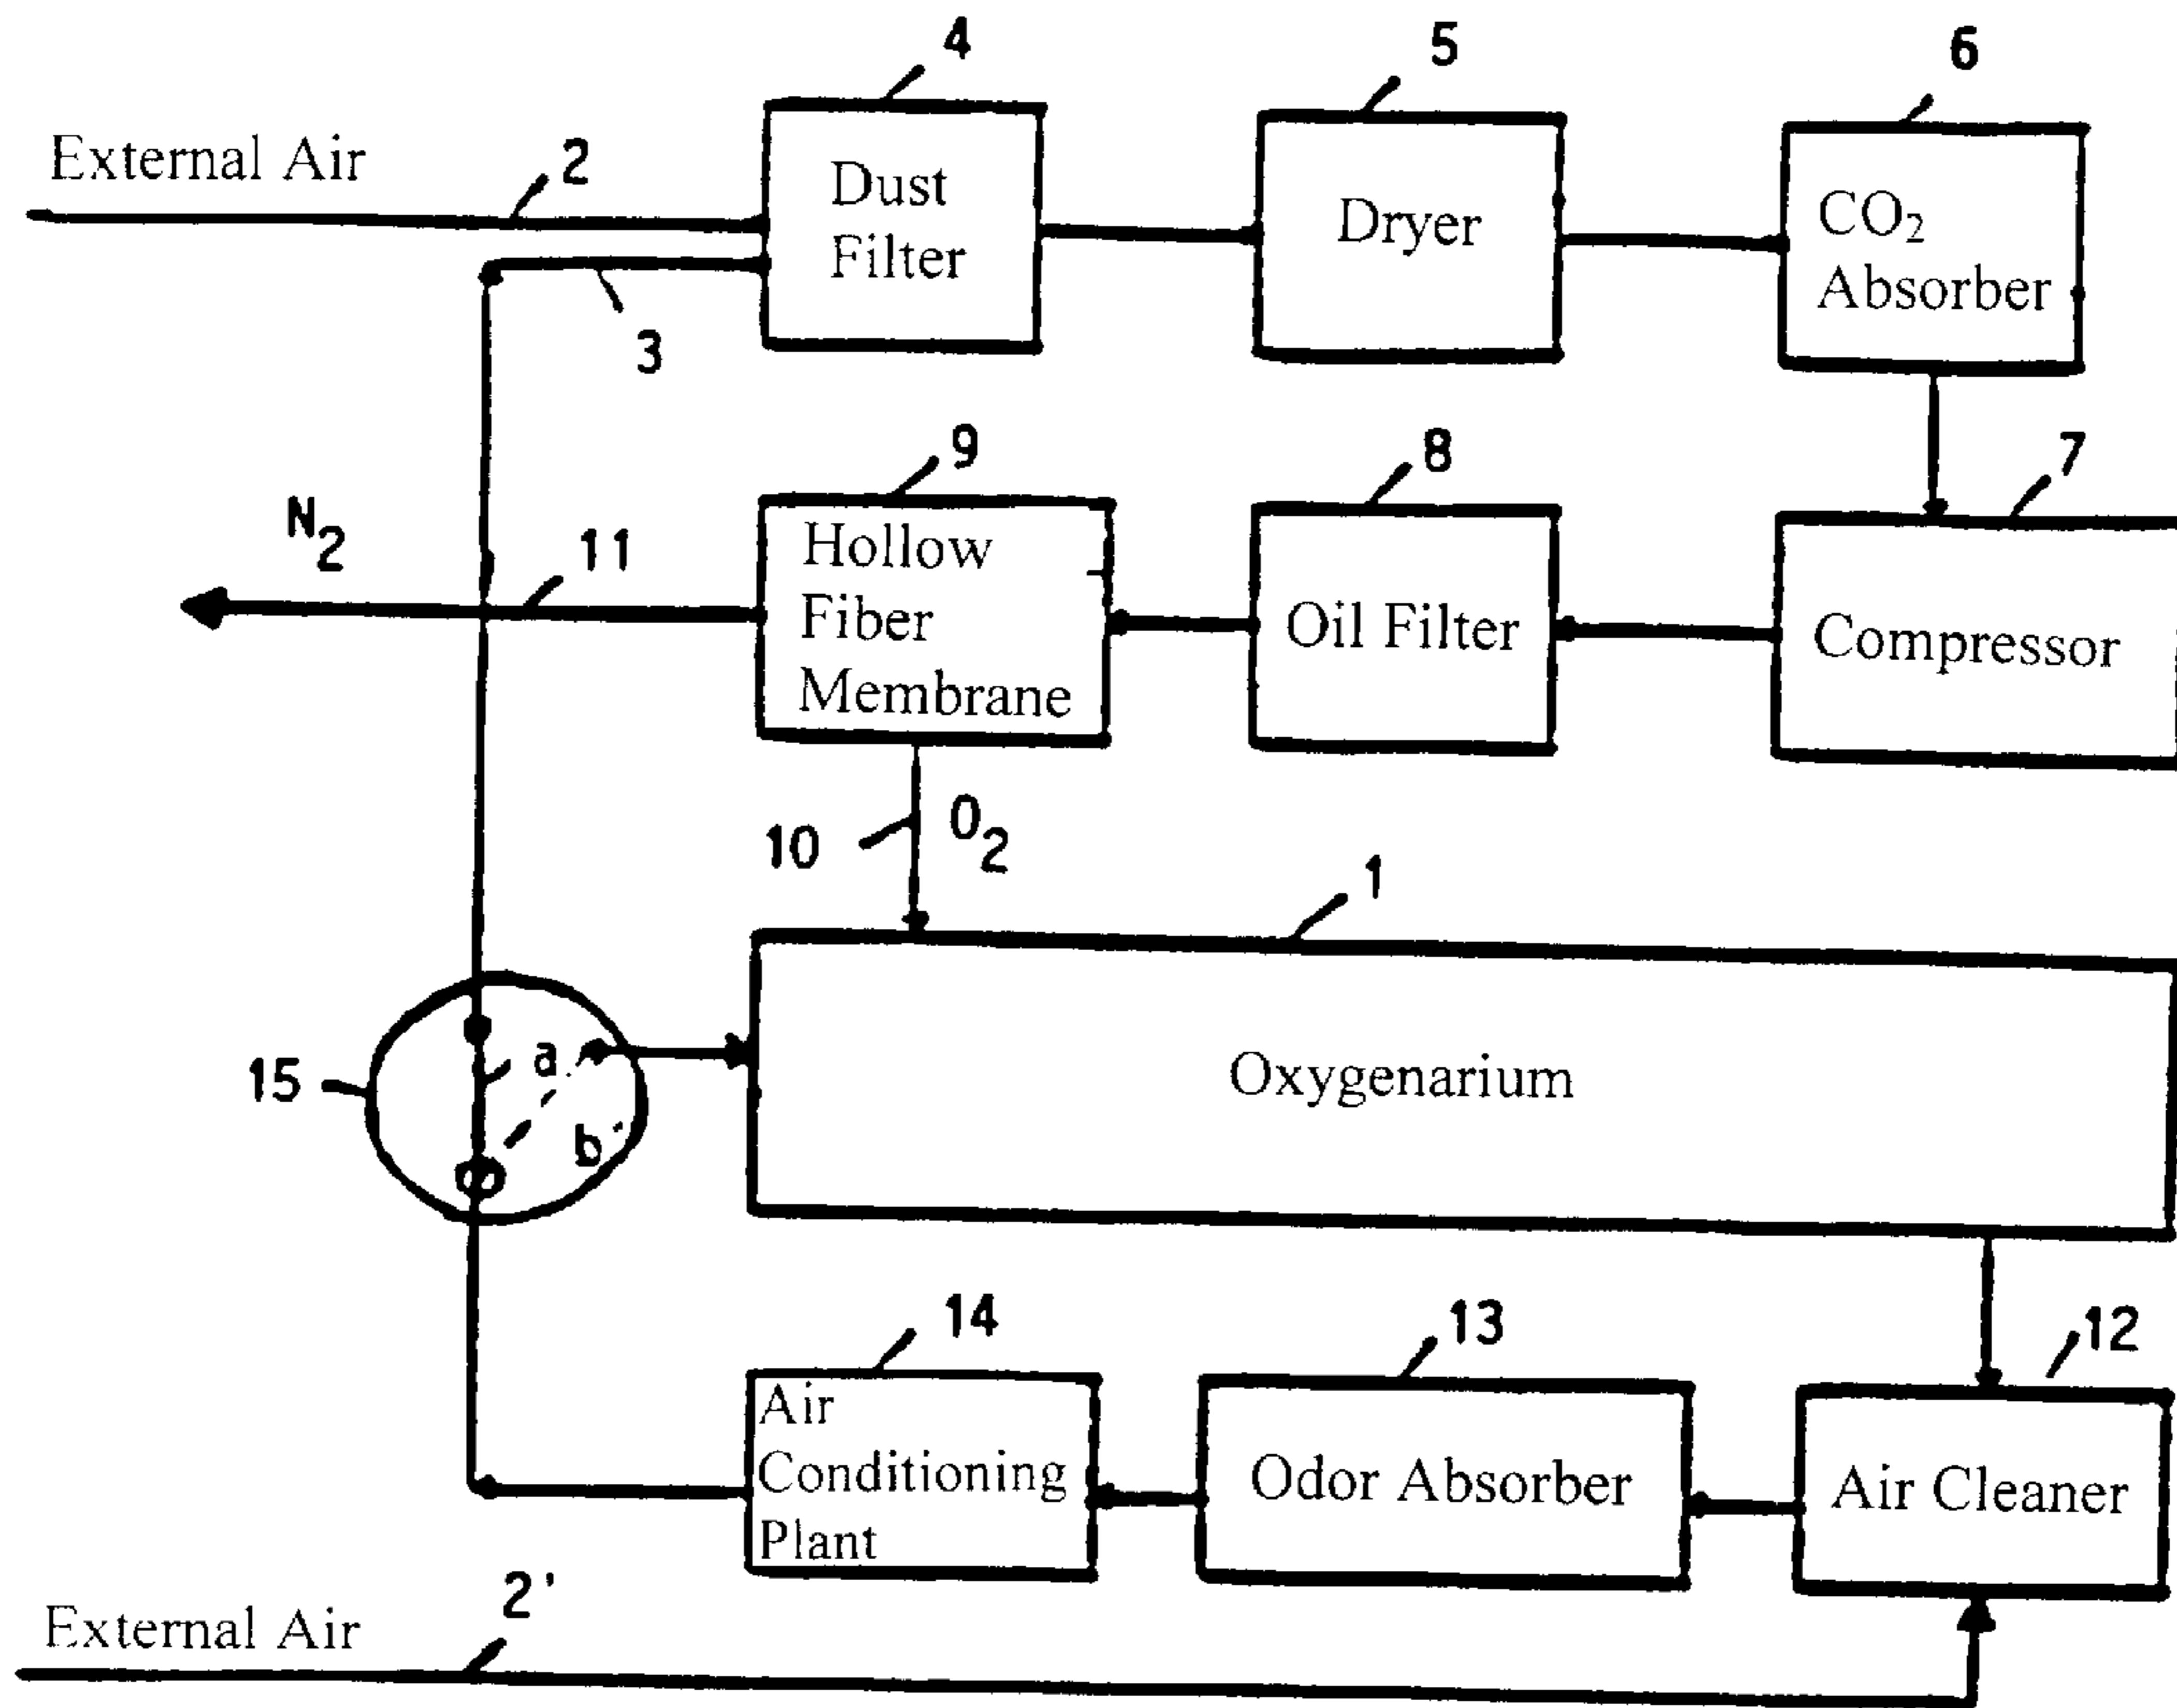 4
5
6
External Air
2
Dust
Filter
Dryer
CO₂
Absorber
3
9
8
7
N₂
11
Hollow
Fiber
Membrane
Oil Filter
Compressor
10
O₂
1
15
a
b
Oxygenarium
14
13
12
Air
Conditioning
Plant
Odor Absorber
Air Cleaner
2'
External Air